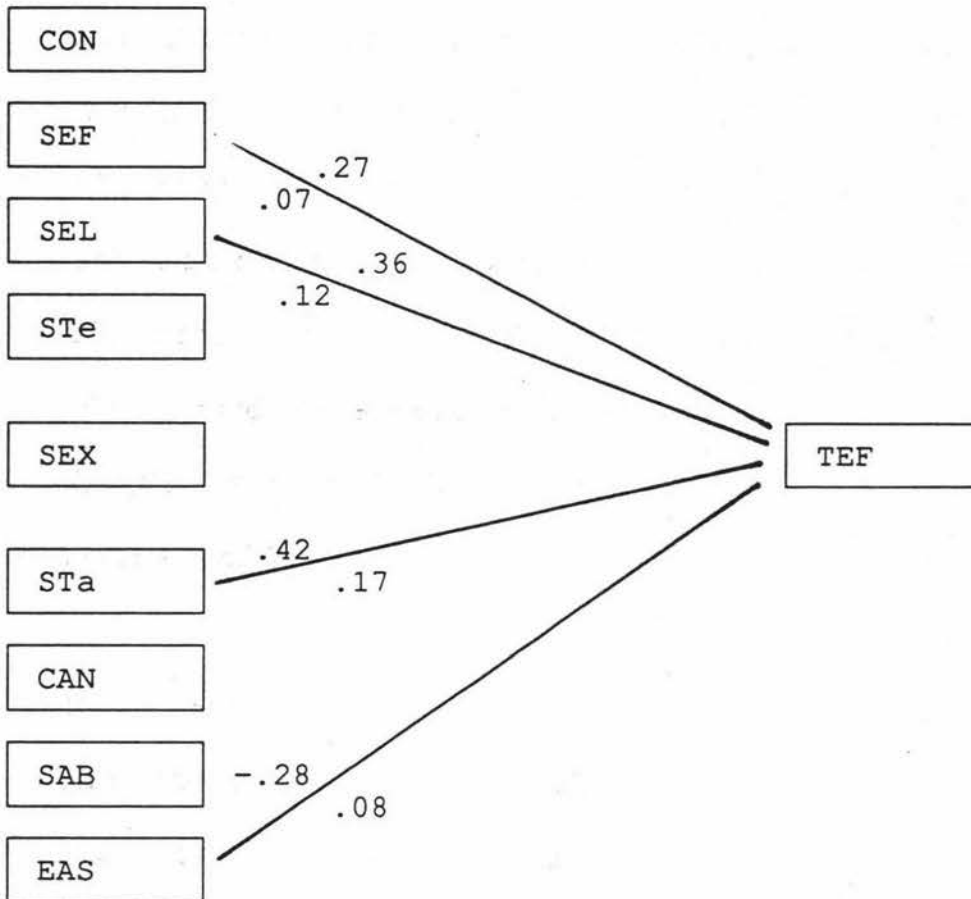 CON
SEF
.27
.07
SEL
.36
.12
STe
SEX
TEF
.42
STa
.17
CAN
SAB
-.28
.08
EAS